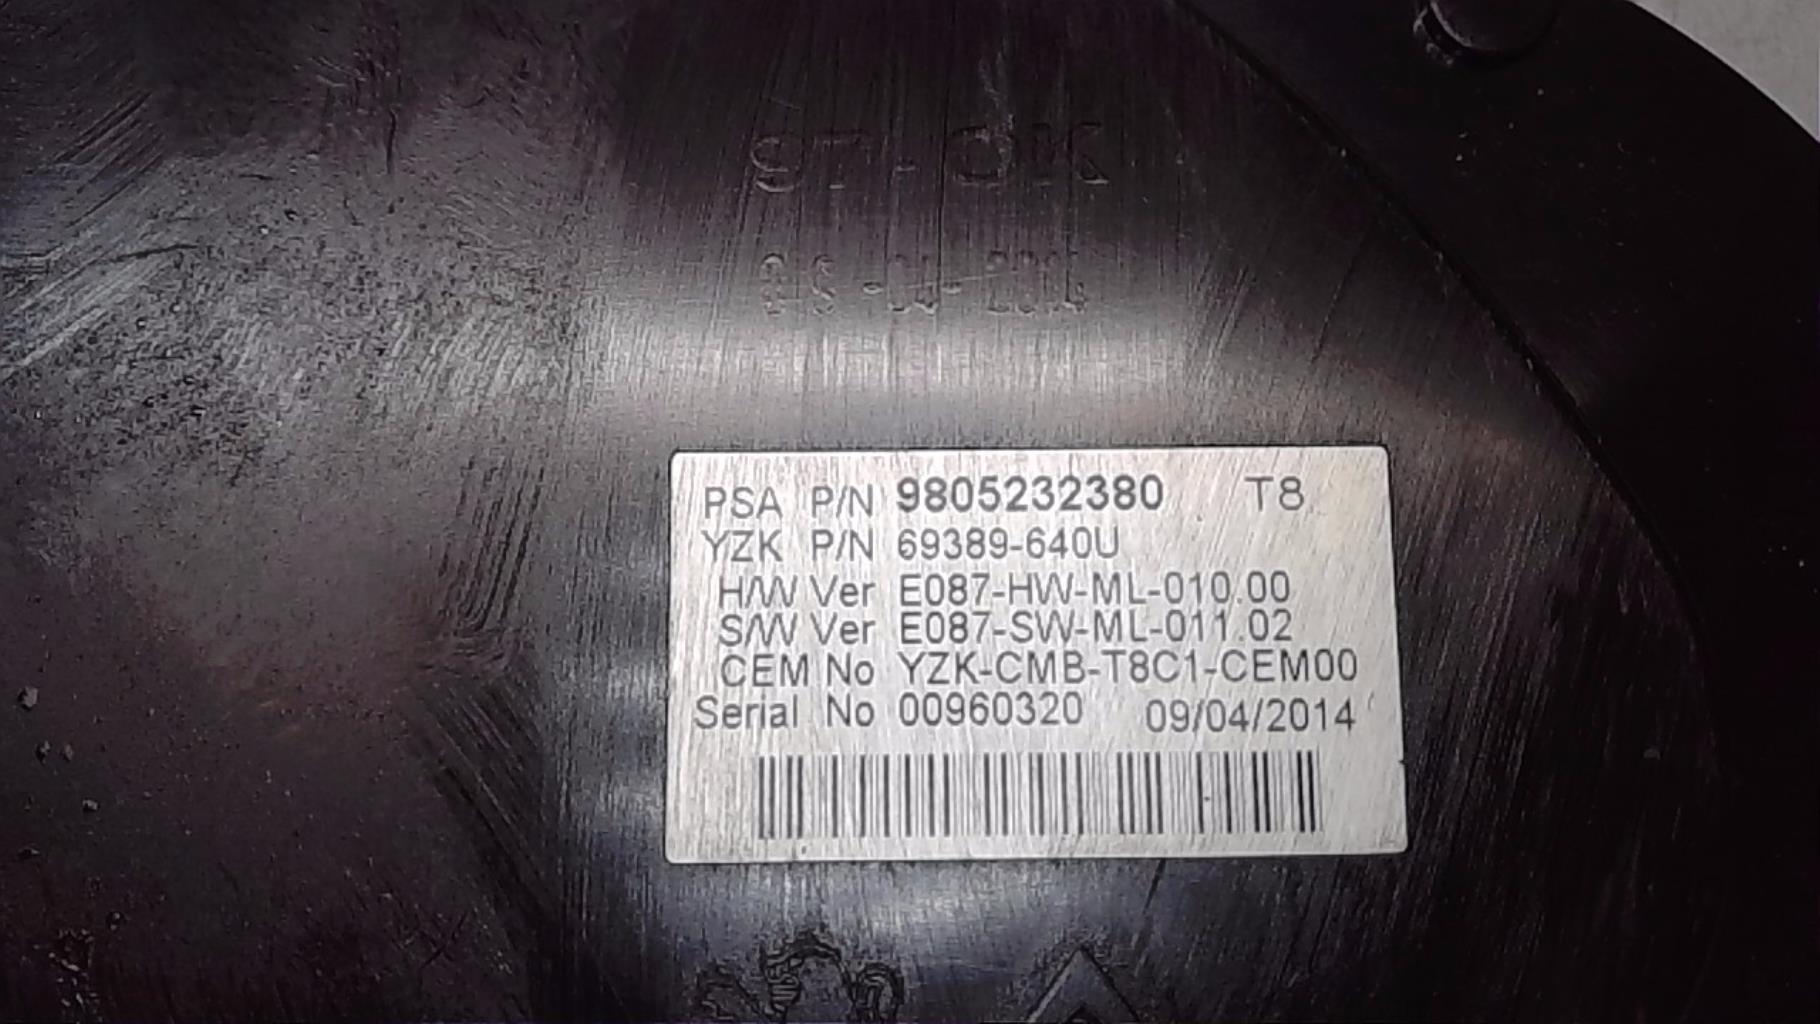 PSA P/N 9805232380 T8
YZK P/N 69389-640U
H/W Ver E087-HW-ML-010.00
S/W Ver E087-SW-ML-011.02
CEM No YZK-CMB-T8C1-CEM00
Serial No 00960320 09/04/2014